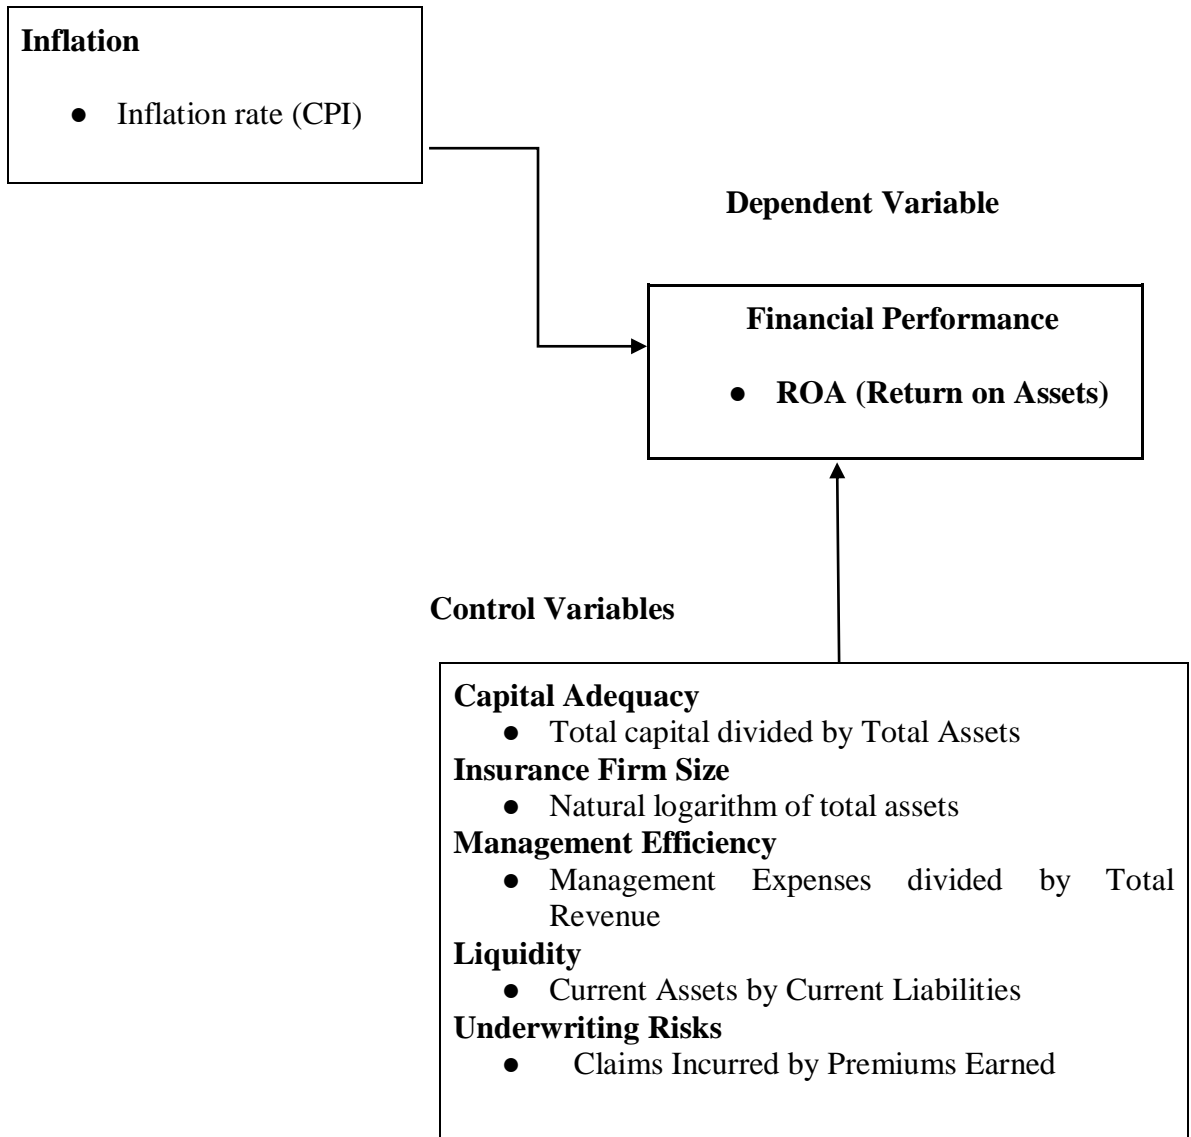 Inflation
● Inflation rate (CPI)
Dependent Variable
Financial Performance
● ROA (Return on Assets)
Control Variables
Capital Adequacy
● Total capital divided by Total Assets
Insurance Firm Size
● Natural logarithm of total assets
Management Efficiency
● Management Expenses divided by Total
Revenue
Liquidity
● Current Assets by Current Liabilities
Underwriting Risks
● Claims Incurred by Premiums Earned